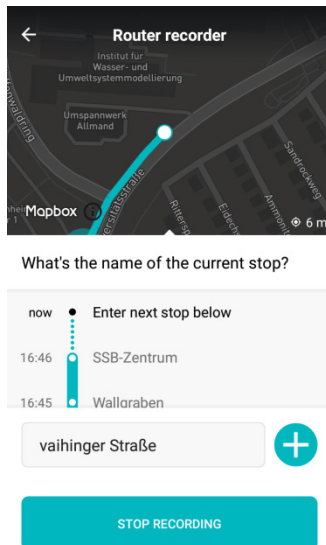 Router recorder
Institut für
Wasser- und
Umweltsystemmodellierung
Umspannwerk
Allmand
Sandrockweg
Mapbox
6 m
What's the name of the current stop?
now Enter next stop below
16:46 SSB-Zentrum
16:45 Wallgraben
vaihinger Straße
STOP RECORDING